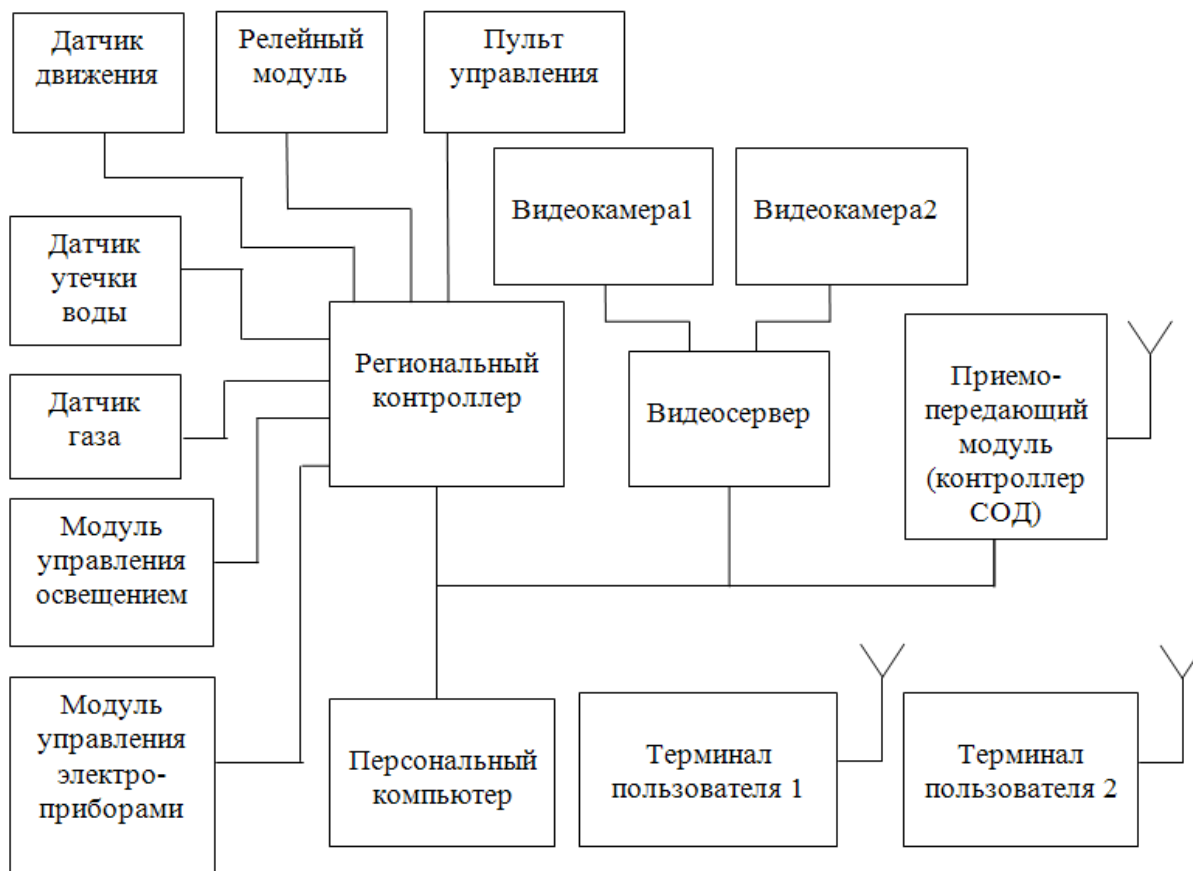 Датчик
движения
Релейный
модуль
Пульт
управления
Видеокамера1
Видеокамера2
Датчик
утечки
воды
Региональный
контроллер
Видеосервер
Приемо-
передающий
модуль
(контроллер
СОД)
Датчик
газа
Модуль
управления
освещением
Модуль
управления
электро-
приборами
Персональный
компьютер
Терминал
пользователя 1
Терминал
пользователя 2